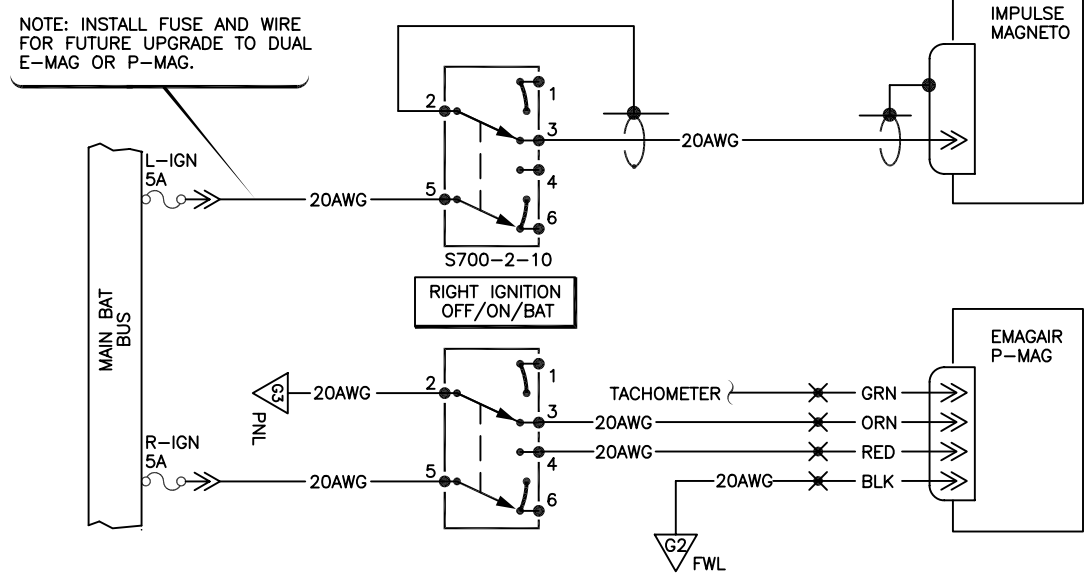 NOTE: INSTALL FUSE AND WIRE
FOR FUTURE UPGRADE TO DUAL
E-MAG OR P-MAG.
IMPULSE
MAGNETO
1
2
3
20AWG
4
L-IGN
5A
20AWG
5
6
S700-2-10
RIGHT IGNITION
OFF/ON/BAT
MAIN BAT
BUS
EMAGAIR
P-MAG
1
G3
PNL
20AWG
2
TACHOMETER
GRN
3
20AWG
ORN
4
20AWG
RED
R-IGN
5A
20AWG
5
6
20AWG
BLK
G2
FWL